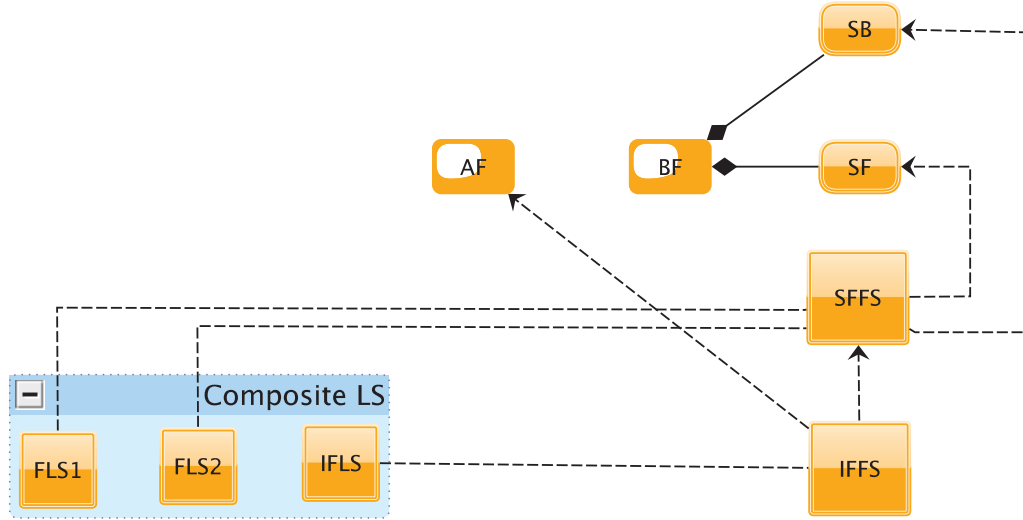 SB
AF
BF
SF
SFFS
Composite LS
FLS1
FLS2
IFLS
IFFS